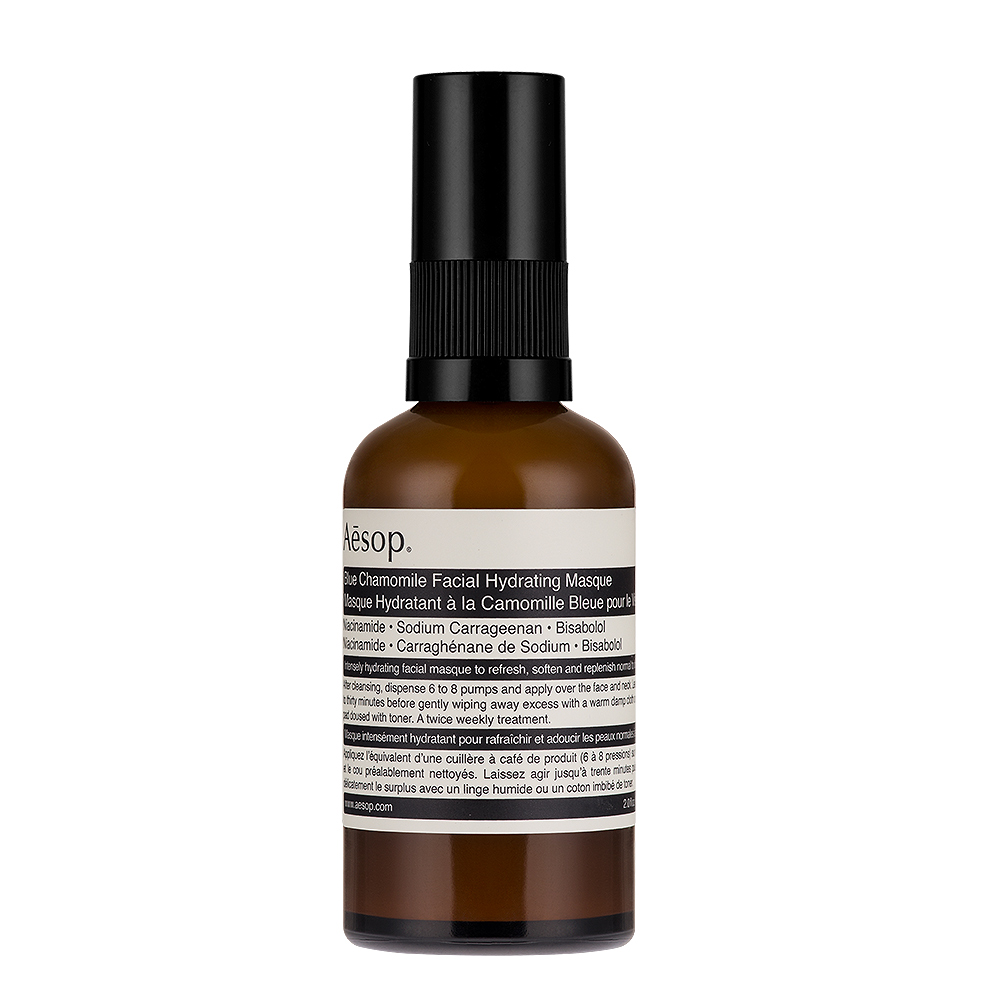 Aēsop®
Blue Chamomile Facial Hydrating Masque
Masque Hydratant à la Camomille Bleue pour le
Niacinamide • Sodium Carrageenan • Bisabolol
Niacinamide • Carraghénane de Sodium • Bisabolol
Intensely hydrating facial masque to refresh, soften and replenish normal
After cleansing, dispense 6 to 8 pumps and apply over the face and neck.
to thirty minutes before gently wiping away excess with a warm damp cloth
pad doused with toner. A twice weekly treatment.
Masque intensément hydratant pour rafraîchir et adoucir les peaux normales
Appliquez l'équivalent d'une cuillère à café de produit (6 à 8 pressions)
et le cou préalablement nettoyés. Laissez agir jusqu'à trente minutes
délicatement le surplus avec un linge humide ou un coton imbibé de toner.
www.aesop.com 2.0 fl oz